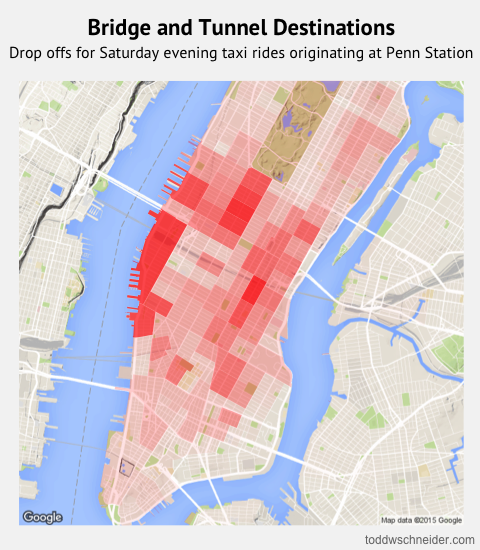 Bridge and Tunnel Destinations
Drop offs for Saturday evening taxi rides originating at Penn Station
Google
Map data ©2015 Google
toddwschneider.com